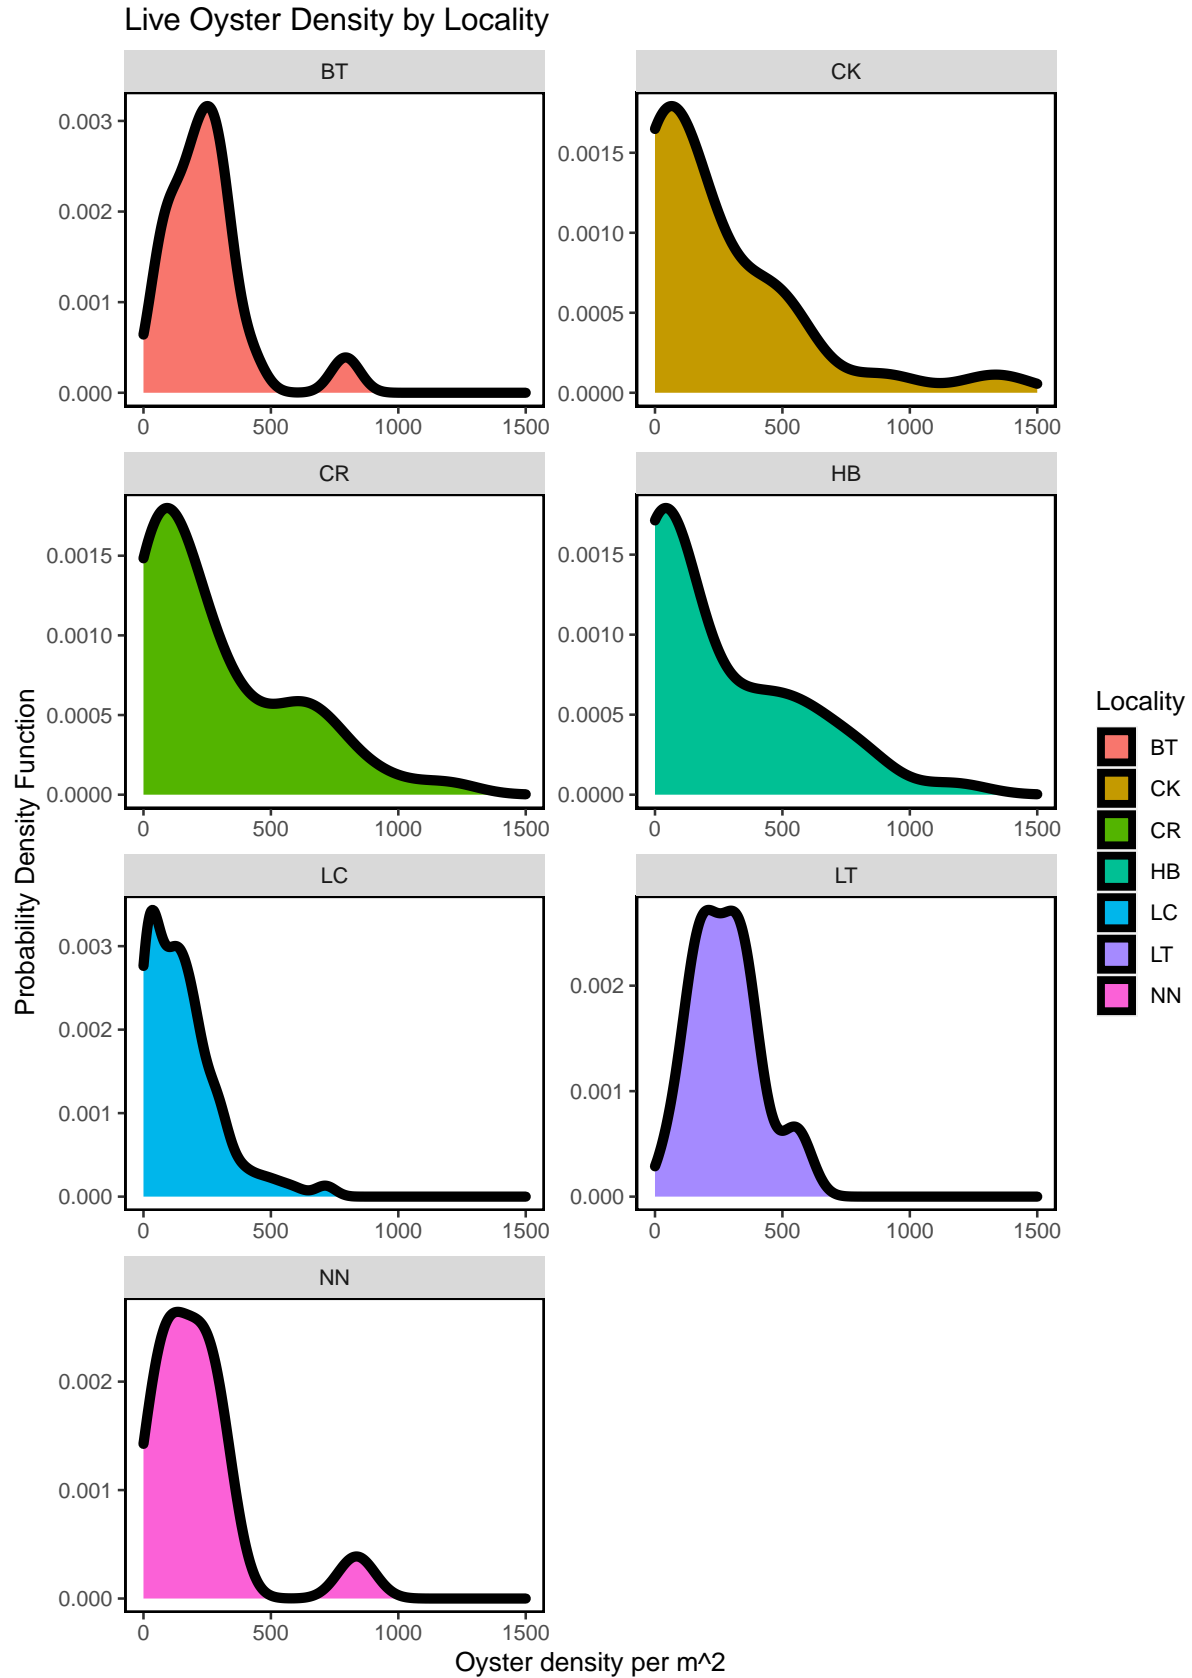 Live Oyster Density by Locality
BT
CK
0.003
0.002
0.001
0.000
0.0015
0.0010
0.0005
0.0000
0 500 1000 1500
0 500 1000 1500
CR
HB
0.0015
0.0010
0.0005
0.0000
0.0015
0.0010
0.0005
0.0000
0 500 1000 1500
0 500 1000 1500
LC
LT
0.003
0.002
0.001
0.000
0.002
0.001
0.000
0 500 1000 1500
0 500 1000 1500
NN
0.002
0.001
0.000
0 500 1000 1500
Probability Density Function
Oyster density per m^2
Locality
BT
CK
CR
HB
LC
LT
NN